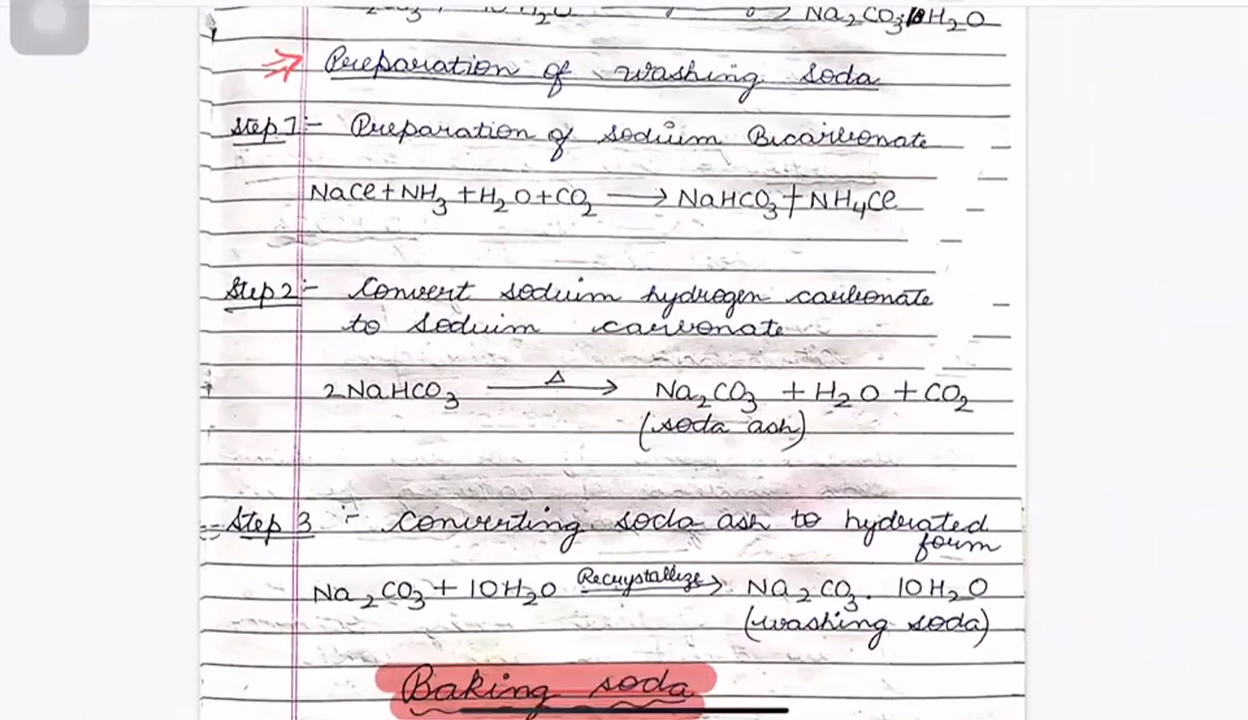 Na₂CO₃.10H₂O
Preparation of washing soda
Step 1:- Preparation of sodium Bicarbonate
NaCl + NH₃ + H₂O + CO₂ ⟶ NaHCO₃ + NH₄Cl
Step 2:- Convert sodium hydrogen carbonate
to sodium carbonate
2NaHCO₃ —Δ→ Na₂CO₃ + H₂O + CO₂
(soda ash)
Step 3 :- Converting soda ash to hydrated
form
Na₂CO₃ + 10H₂O —Recrystallize→ Na₂CO₃. 10H₂O
(washing soda)
Baking soda